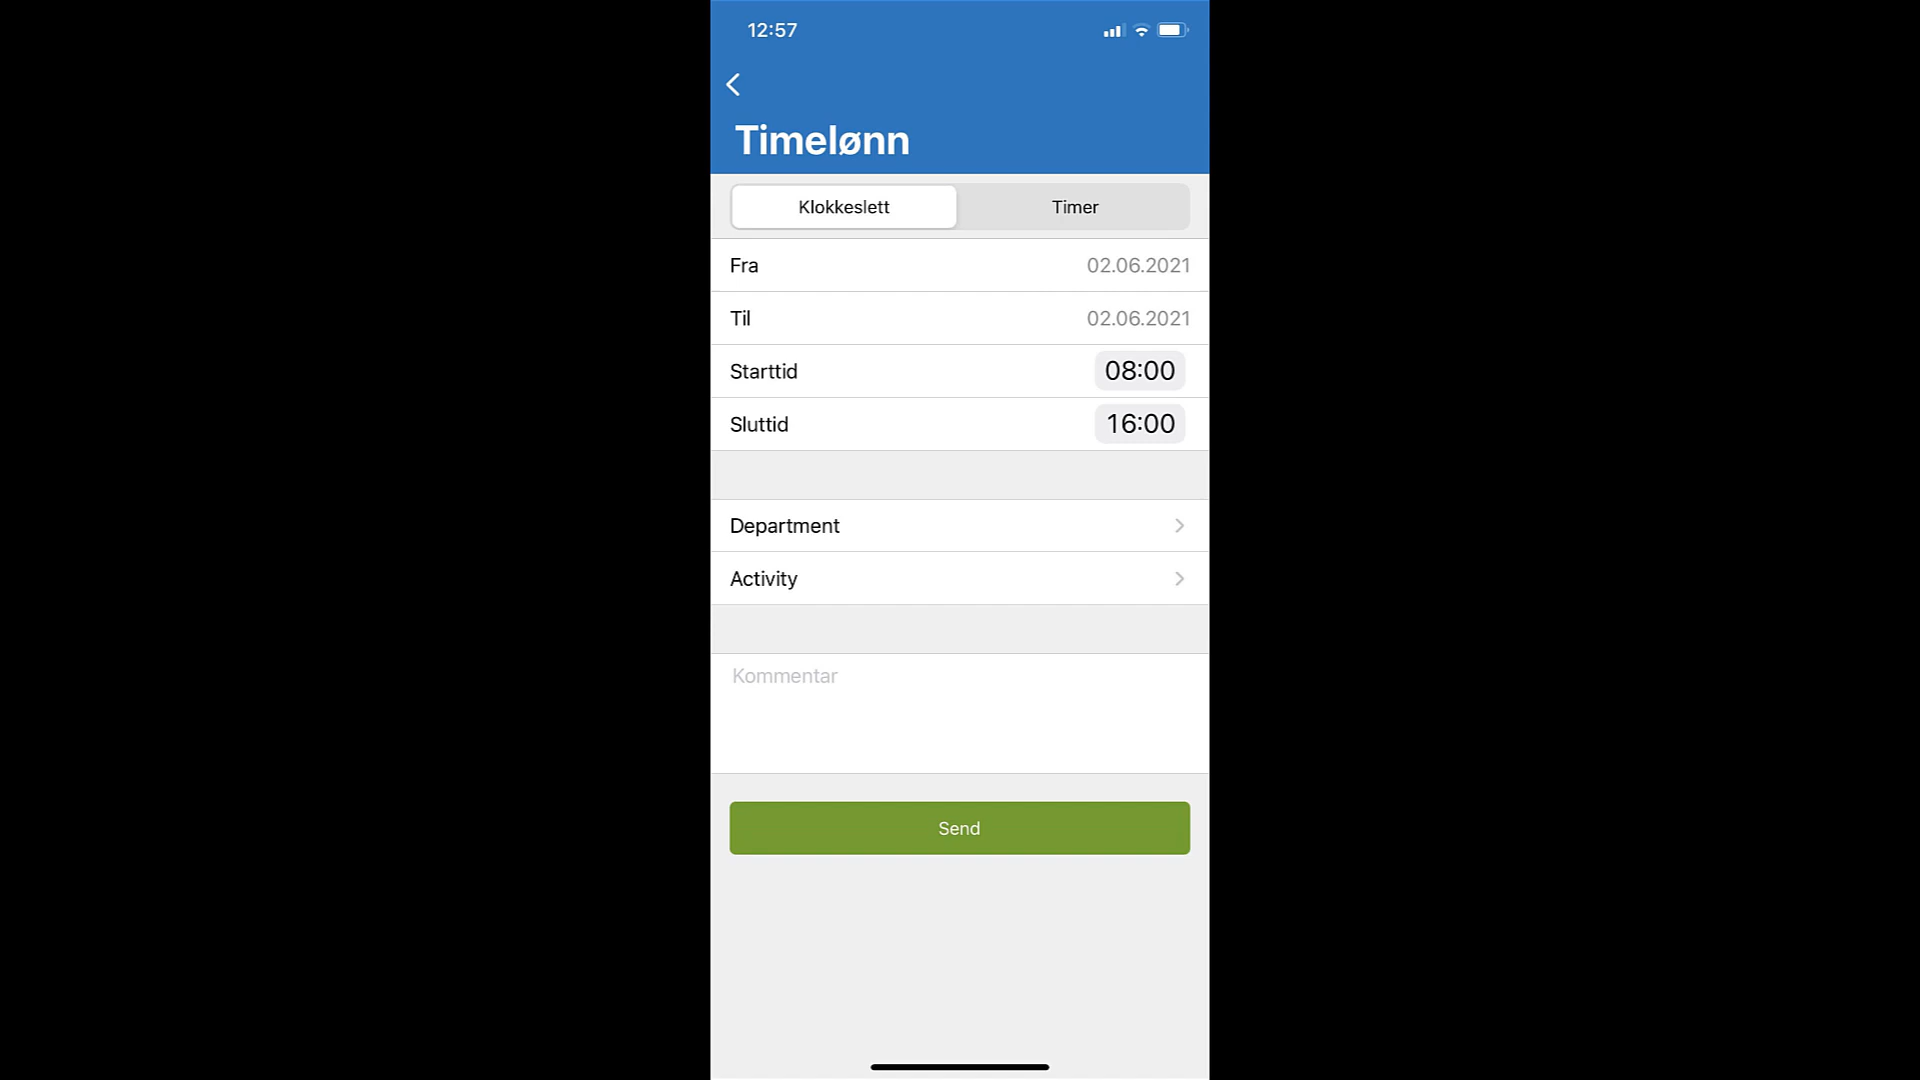 12:57
Timelønn
Klokkeslett Timer
Fra 02.06.2021
Til 02.06.2021
Starttid 08:00
Sluttid 16:00
Department
Activity
Kommentar
Send